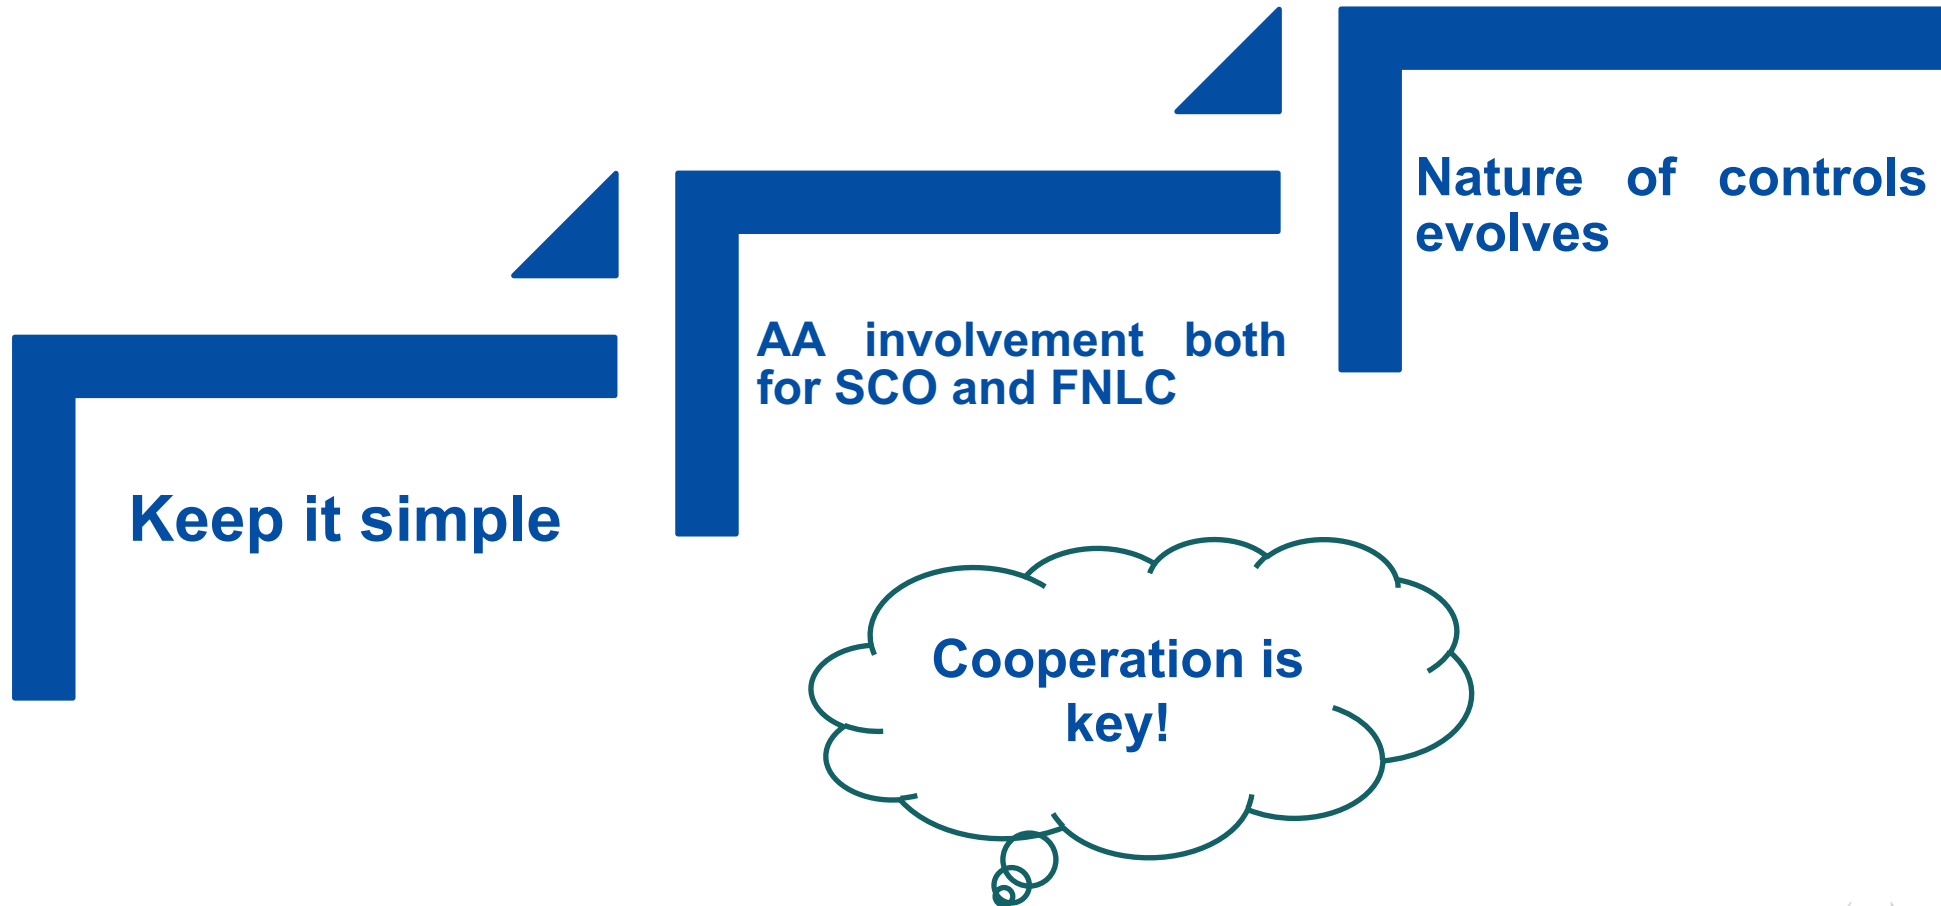 Nature of controls
evolves
AA involvement both
for SCO and FNLC
Keep it simple
Cooperation is
key!